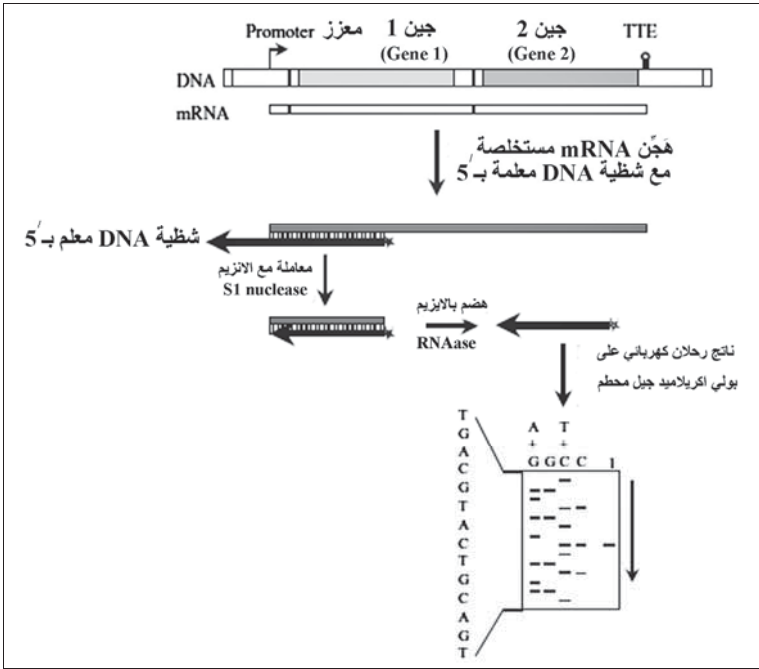 Promoter معزز جين 1 جين 2 TTE
(Gene 1) (Gene 2)
DNA
mRNA
هَجِّن mRNA مستخلصة
مع شظية DNA معلمة بـ 5/
شظية DNA معلم بـ 5/
معاملة مع الانزيم
S1 nuclease
هضم بالايزيم
RNAase
ناتج رحلان كهربائي على
بولي اكريلاميد جيل محطم
A T
+ +
G G C C 1
T
G
A
C
G
T
A
C
T
G
C
A
G
T